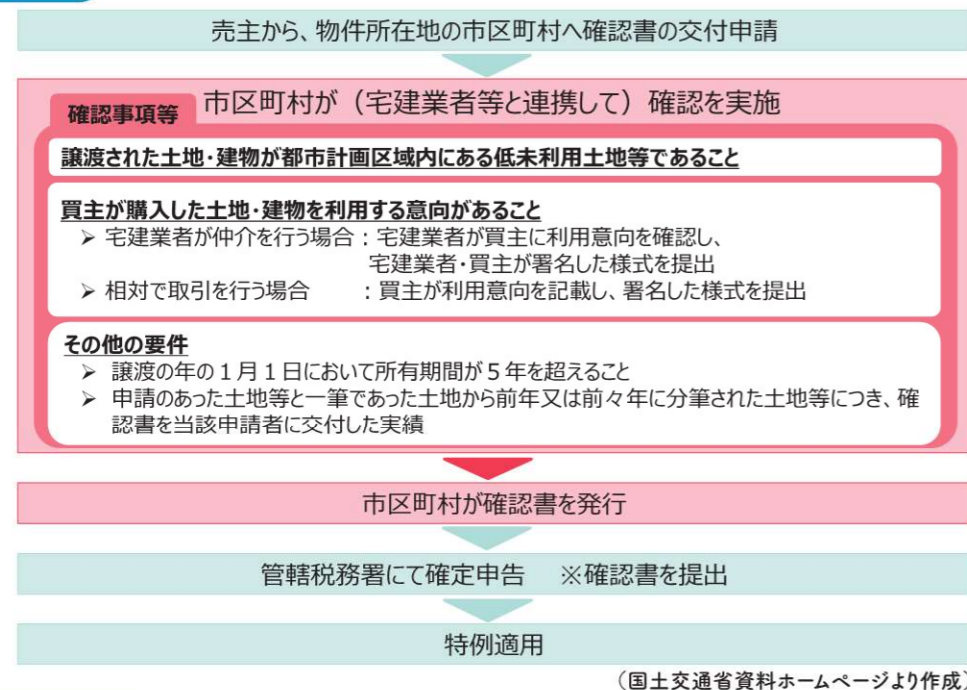 売主から、物件所在地の市区町村へ確認書の交付申請
確認事項等
市区町村が（宅建業者等と連携して）確認を実施
譲渡された土地・建物が都市計画区域内にある低未利用土地等であること
買主が購入した土地・建物を利用する意向があること
➢ 宅建業者が仲介を行う場合：宅建業者が買主に利用意向を確認し、
宅建業者・買主が署名した様式を提出
➢ 相対で取引を行う場合　　：買主が利用意向を記載し、署名した様式を提出
その他の要件
➢ 譲渡の年の１月１日において所有期間が５年を超えること
➢ 申請のあった土地等と一筆であった土地から前年又は前々年に分筆された土地等につき、確
認書を当該申請者に交付した実績
市区町村が確認書を発行
管轄税務署にて確定申告　※確認書を提出
特例適用
（国土交通省資料ホームページより作成）